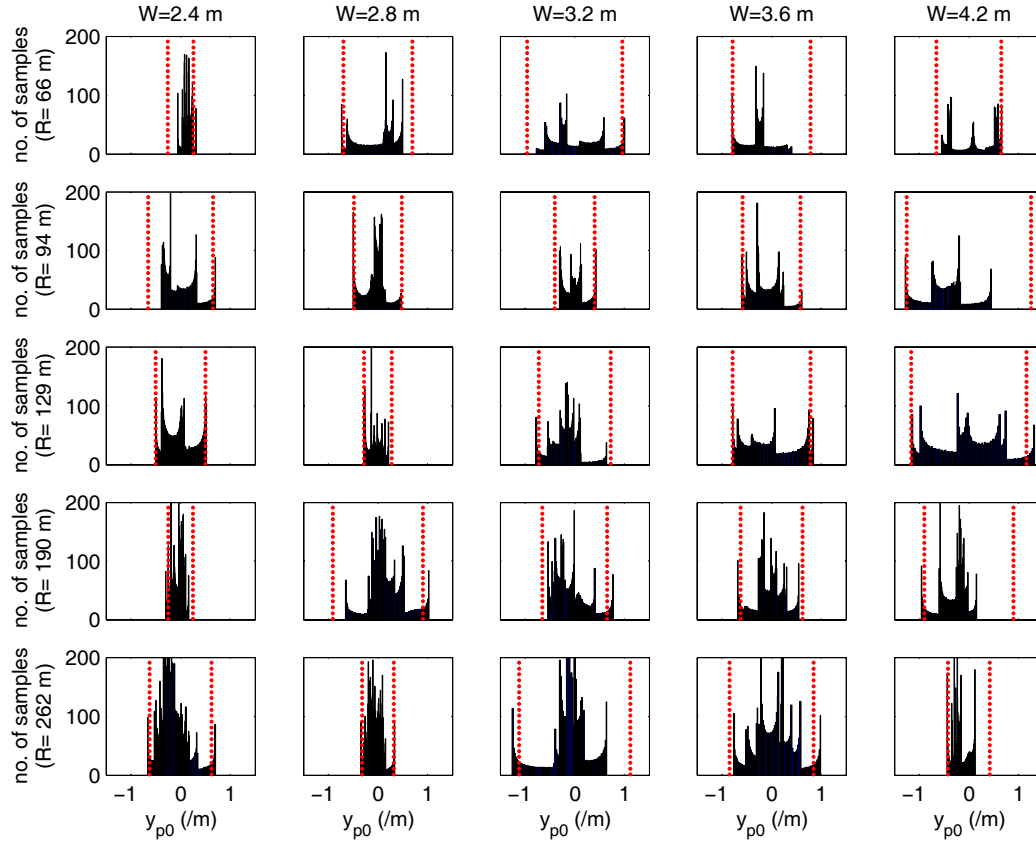 W=2.4 m W=2.8 m W=3.2 m W=3.6 m W=4.2 m
no. of samples
(R= 66 m)
200
100
0
no. of samples
(R= 94 m)
200
100
0
no. of samples
(R= 129 m)
200
100
0
no. of samples
(R= 190 m)
200
100
0
no. of samples
(R= 262 m)
200
100
0
−1 0 1 −1 0 1 −1 0 1 −1 0 1 −1 0 1
y_p0 (/m) y_p0 (/m) y_p0 (/m) y_p0 (/m) y_p0 (/m)